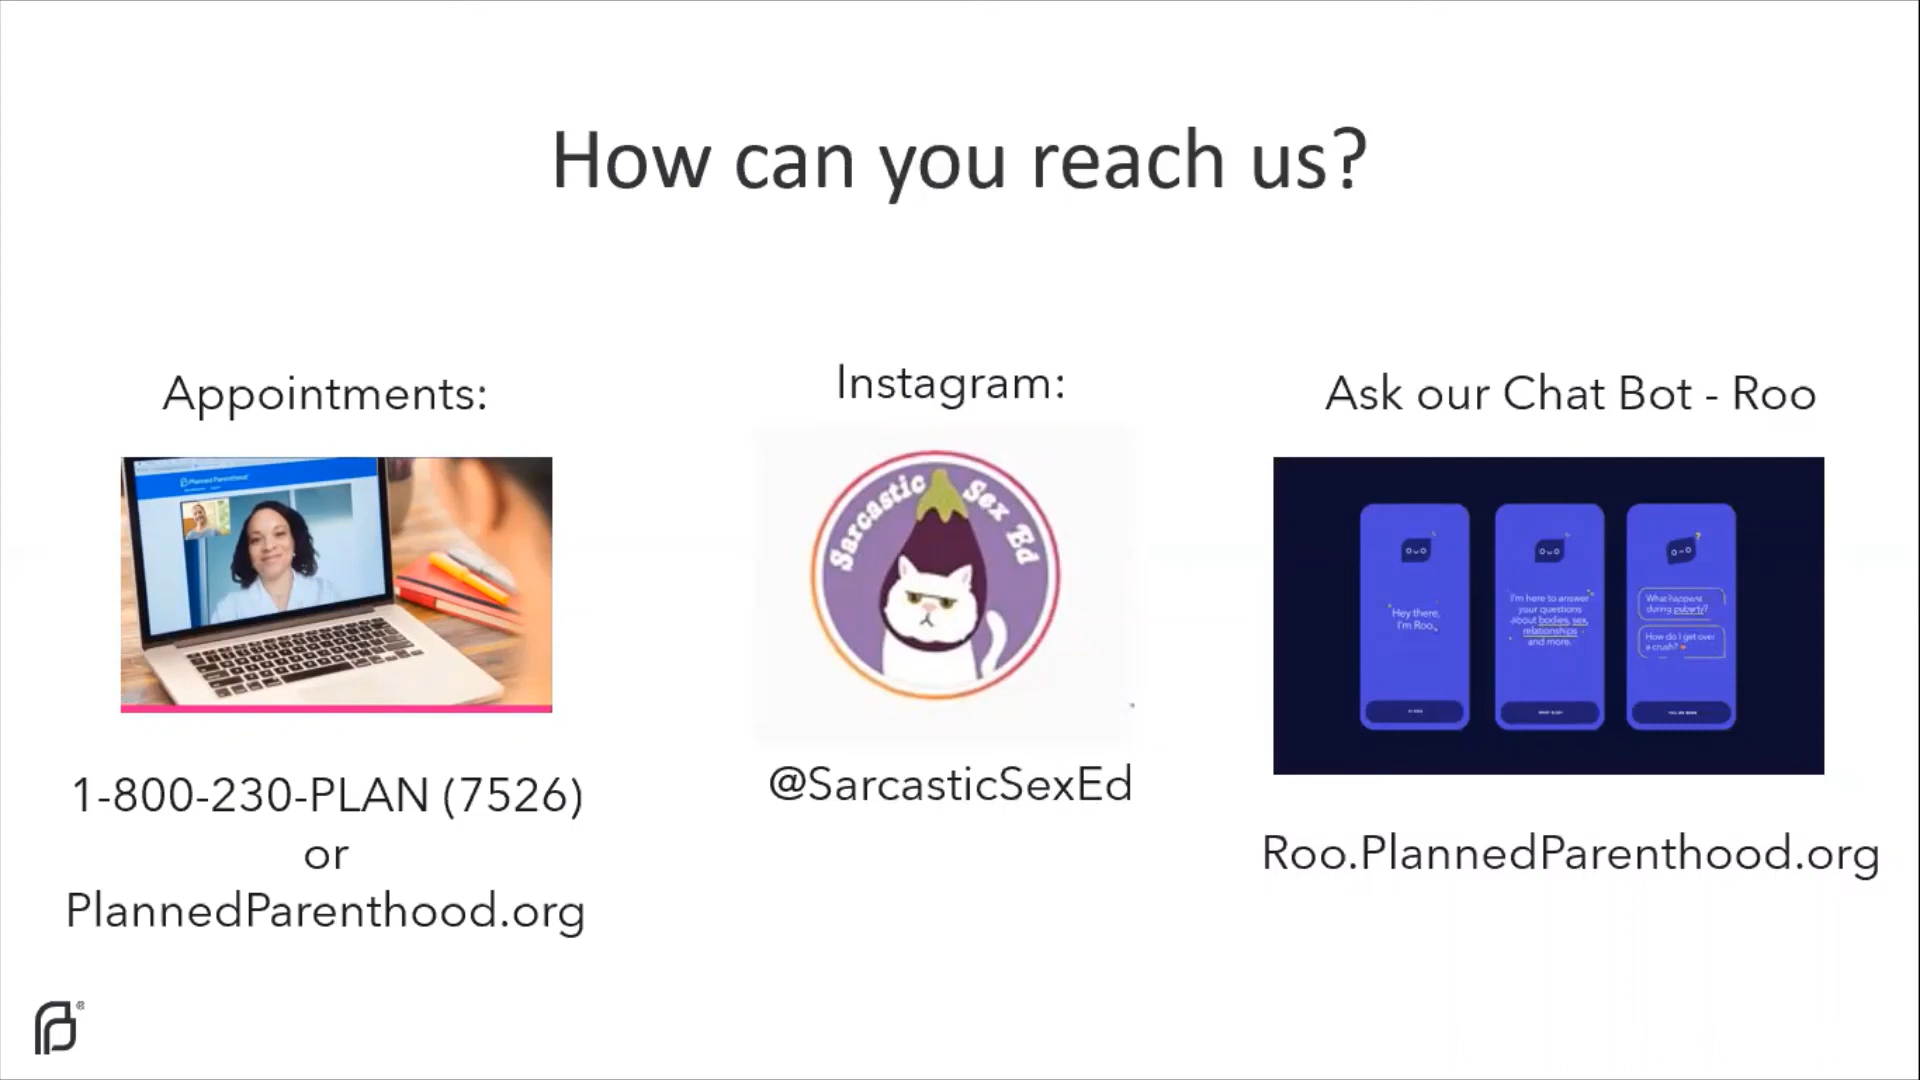 How can you reach us?
Appointments:
Planned Parenthood
1-800-230-PLAN (7526)
or
PlannedParenthood.org
Instagram:
Sarcastic Sex Ed
@SarcasticSexEd
Ask our Chat Bot - Roo
Hey there,
I'm Roo.
I'm here to answer
your questions
about bodies, sex,
relationships
and more.
What happens
during puberty?
How do I get over
a crush?
Roo.PlannedParenthood.org